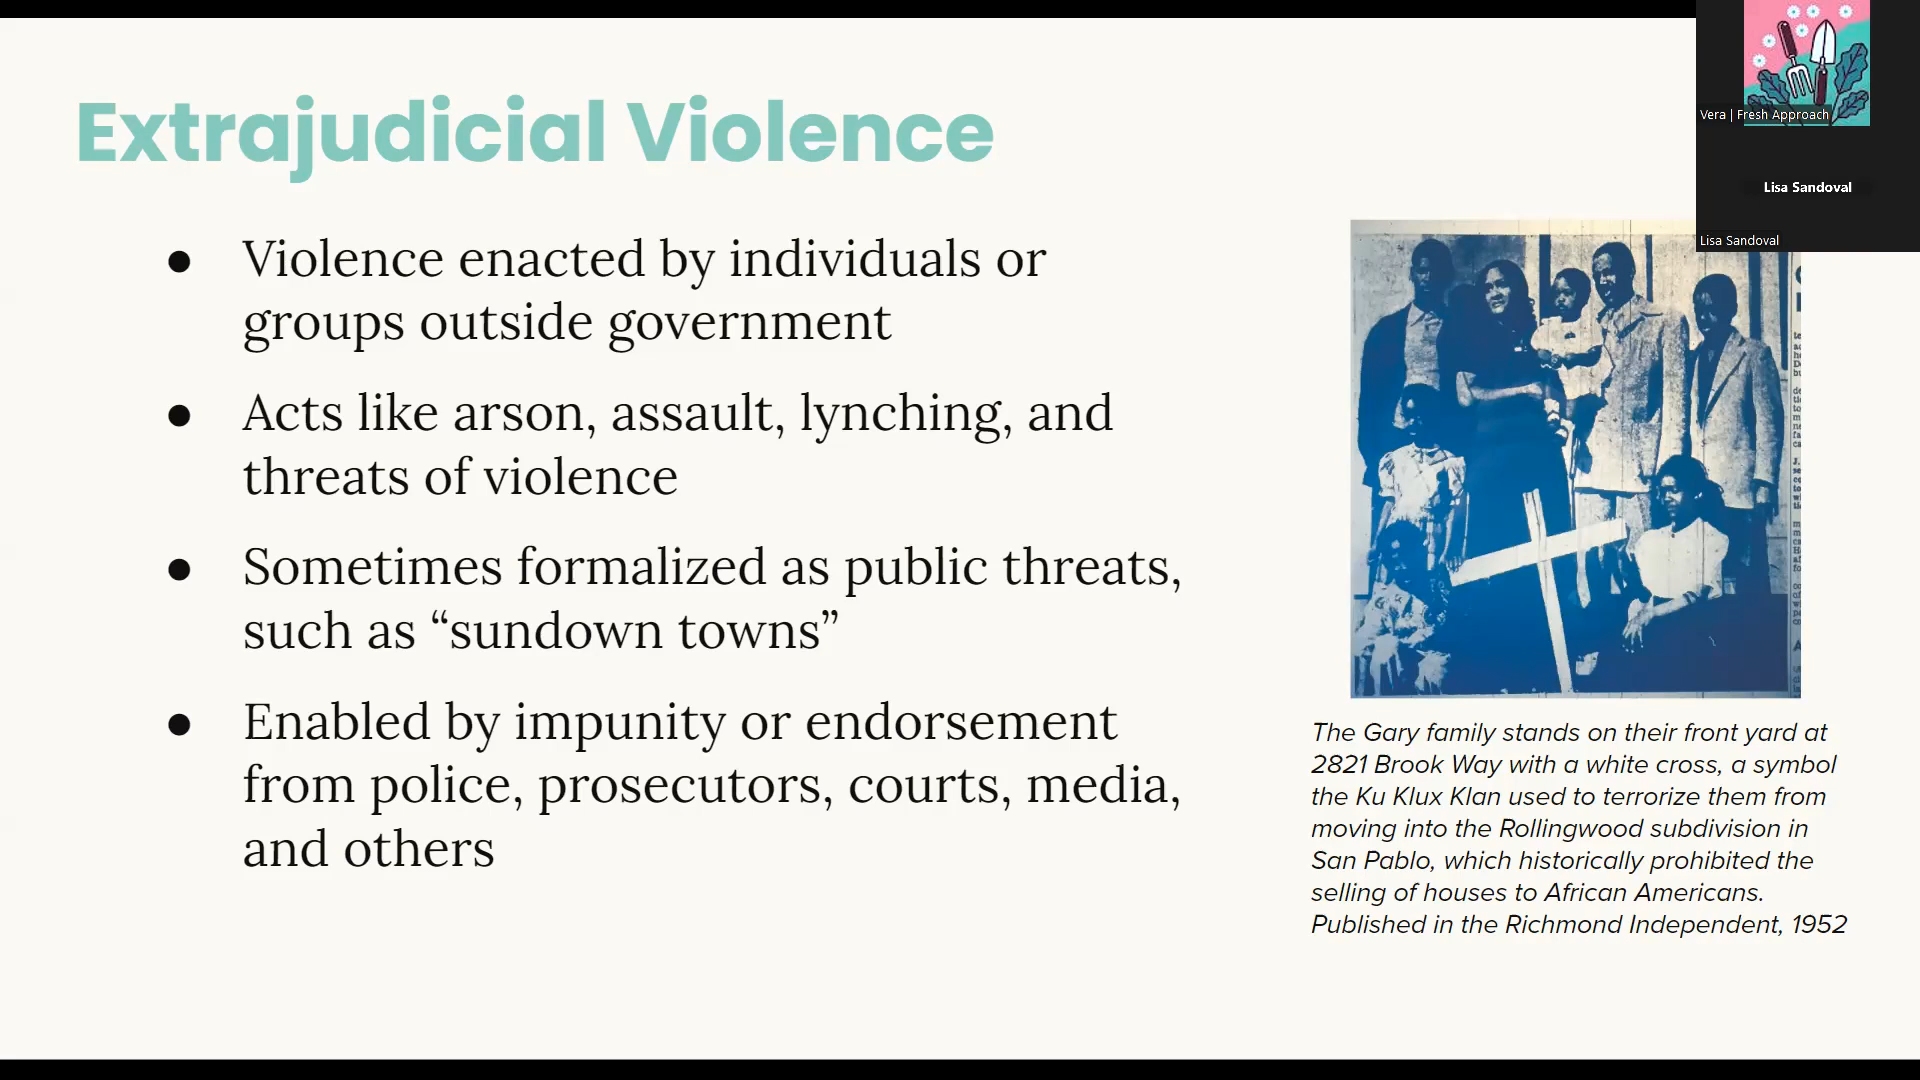 Extrajudicial Violence
● Violence enacted by individuals or
groups outside government
● Acts like arson, assault, lynching, and
threats of violence
● Sometimes formalized as public threats,
such as “sundown towns”
● Enabled by impunity or endorsement
from police, prosecutors, courts, media,
and others
The Gary family stands on their front yard at
2821 Brook Way with a white cross, a symbol
the Ku Klux Klan used to terrorize them from
moving into the Rollingwood subdivision in
San Pablo, which historically prohibited the
selling of houses to African Americans.
Published in the Richmond Independent, 1952
Vera | Fresh Approach
Lisa Sandoval
Lisa Sandoval